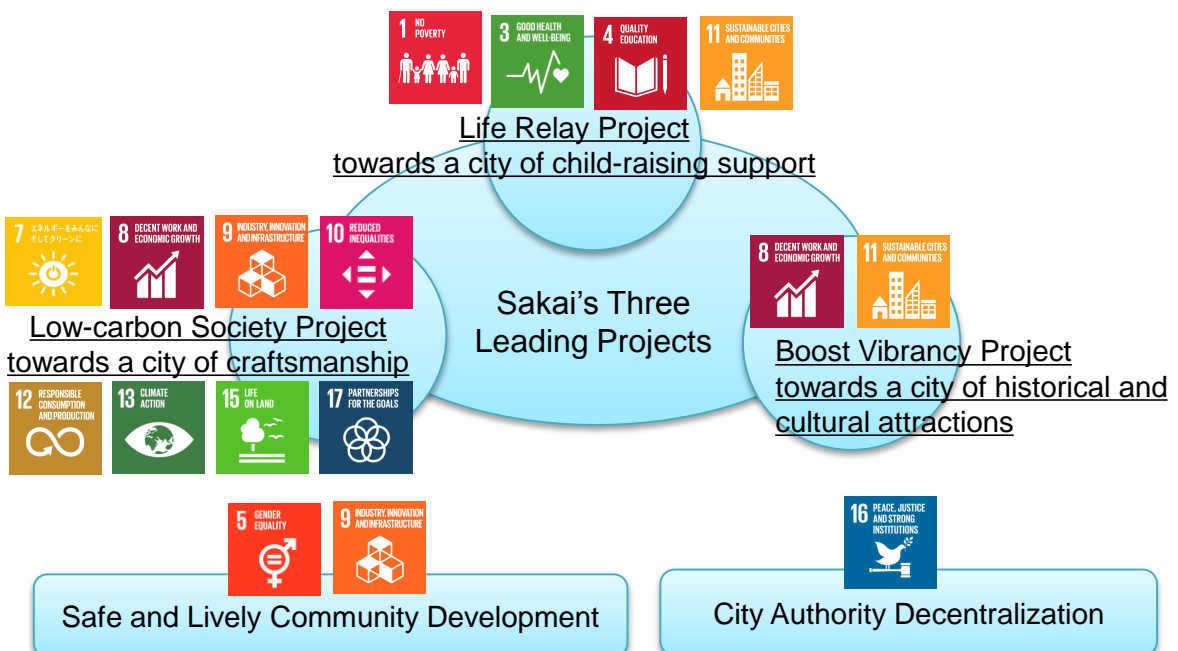 1 NO
POVERTY
3 GOOD HEALTH
AND WELL-BEING
4 QUALITY
EDUCATION
11 SUSTAINABLE CITIES
AND COMMUNITIES
Life Relay Project
towards a city of child-raising support
7 エネルギーをみんなに
そしてクリーンに
8 DECENT WORK AND
ECONOMIC GROWTH
9 INDUSTRY, INNOVATION
AND INFRASTRUCTURE
10 REDUCED
INEQUALITIES
Low-carbon Society Project
towards a city of craftsmanship
12 RESPONSIBLE
CONSUMPTION
AND PRODUCTION
13 CLIMATE
ACTION
15 LIFE
ON LAND
17 PARTNERSHIPS
FOR THE GOALS
Sakai's Three
Leading Projects
8 DECENT WORK AND
ECONOMIC GROWTH
11 SUSTAINABLE CITIES
AND COMMUNITIES
Boost Vibrancy Project
towards a city of historical and
cultural attractions
5 GENDER
EQUALITY
9 INDUSTRY, INNOVATION
AND INFRASTRUCTURE
Safe and Lively Community Development
16 PEACE, JUSTICE
AND STRONG
INSTITUTIONS
City Authority Decentralization